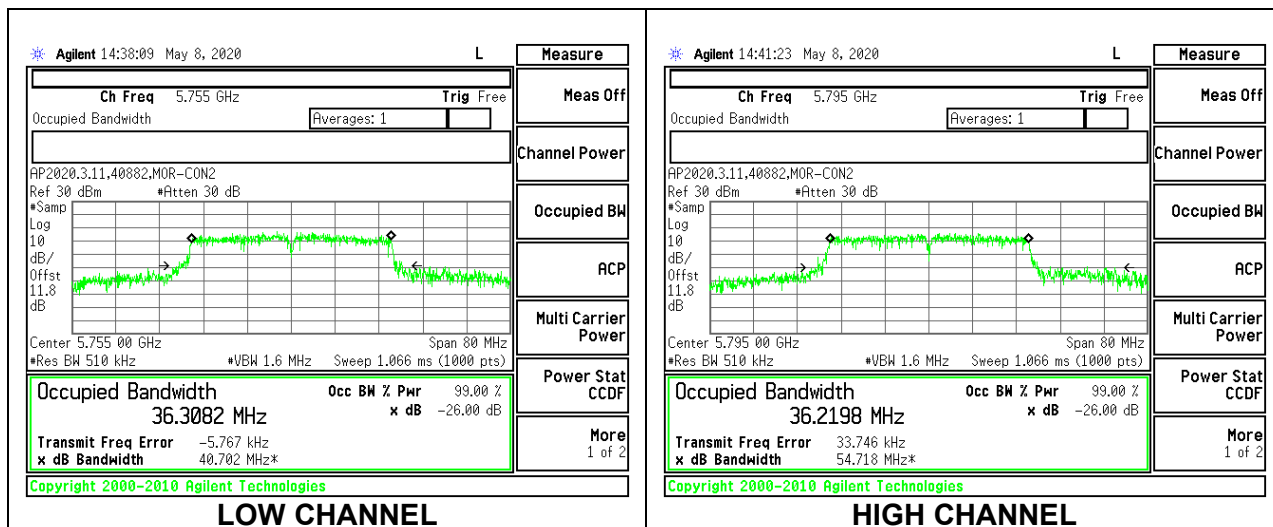 Agilent 14:38:09 May 8, 2020 L
Measure
Ch Freq 5.755 GHz Trig Free
Occupied Bandwidth Averages: 1
AP2020.3.11,40882,MOR-CON2
Ref 30 dBm #Atten 30 dB
#Samp
Log
10
dB/
Offst
11.8
dB
Center 5.755 00 GHz Span 80 MHz
#Res BW 510 kHz #VBW 1.6 MHz Sweep 1.066 ms (1000 pts)
Occupied Bandwidth Occ BW % Pwr 99.00 %
36.3082 MHz x dB -26.00 dB
Transmit Freq Error -5.767 kHz
x dB Bandwidth 40.702 MHz*
Copyright 2000-2010 Agilent Technologies
Meas Off
Channel Power
Occupied BW
ACP
Multi Carrier
Power
Power Stat
CCDF
More
1 of 2
LOW CHANNEL
Agilent 14:41:23 May 8, 2020 L
Measure
Ch Freq 5.795 GHz Trig Free
Occupied Bandwidth Averages: 1
AP2020.3.11,40882,MOR-CON2
Ref 30 dBm #Atten 30 dB
#Samp
Log
10
dB/
Offst
11.8
dB
Center 5.795 00 GHz Span 80 MHz
#Res BW 510 kHz #VBW 1.6 MHz Sweep 1.066 ms (1000 pts)
Occupied Bandwidth Occ BW % Pwr 99.00 %
36.2198 MHz x dB -26.00 dB
Transmit Freq Error 33.746 kHz
x dB Bandwidth 54.718 MHz*
Copyright 2000-2010 Agilent Technologies
Meas Off
Channel Power
Occupied BW
ACP
Multi Carrier
Power
Power Stat
CCDF
More
1 of 2
HIGH CHANNEL